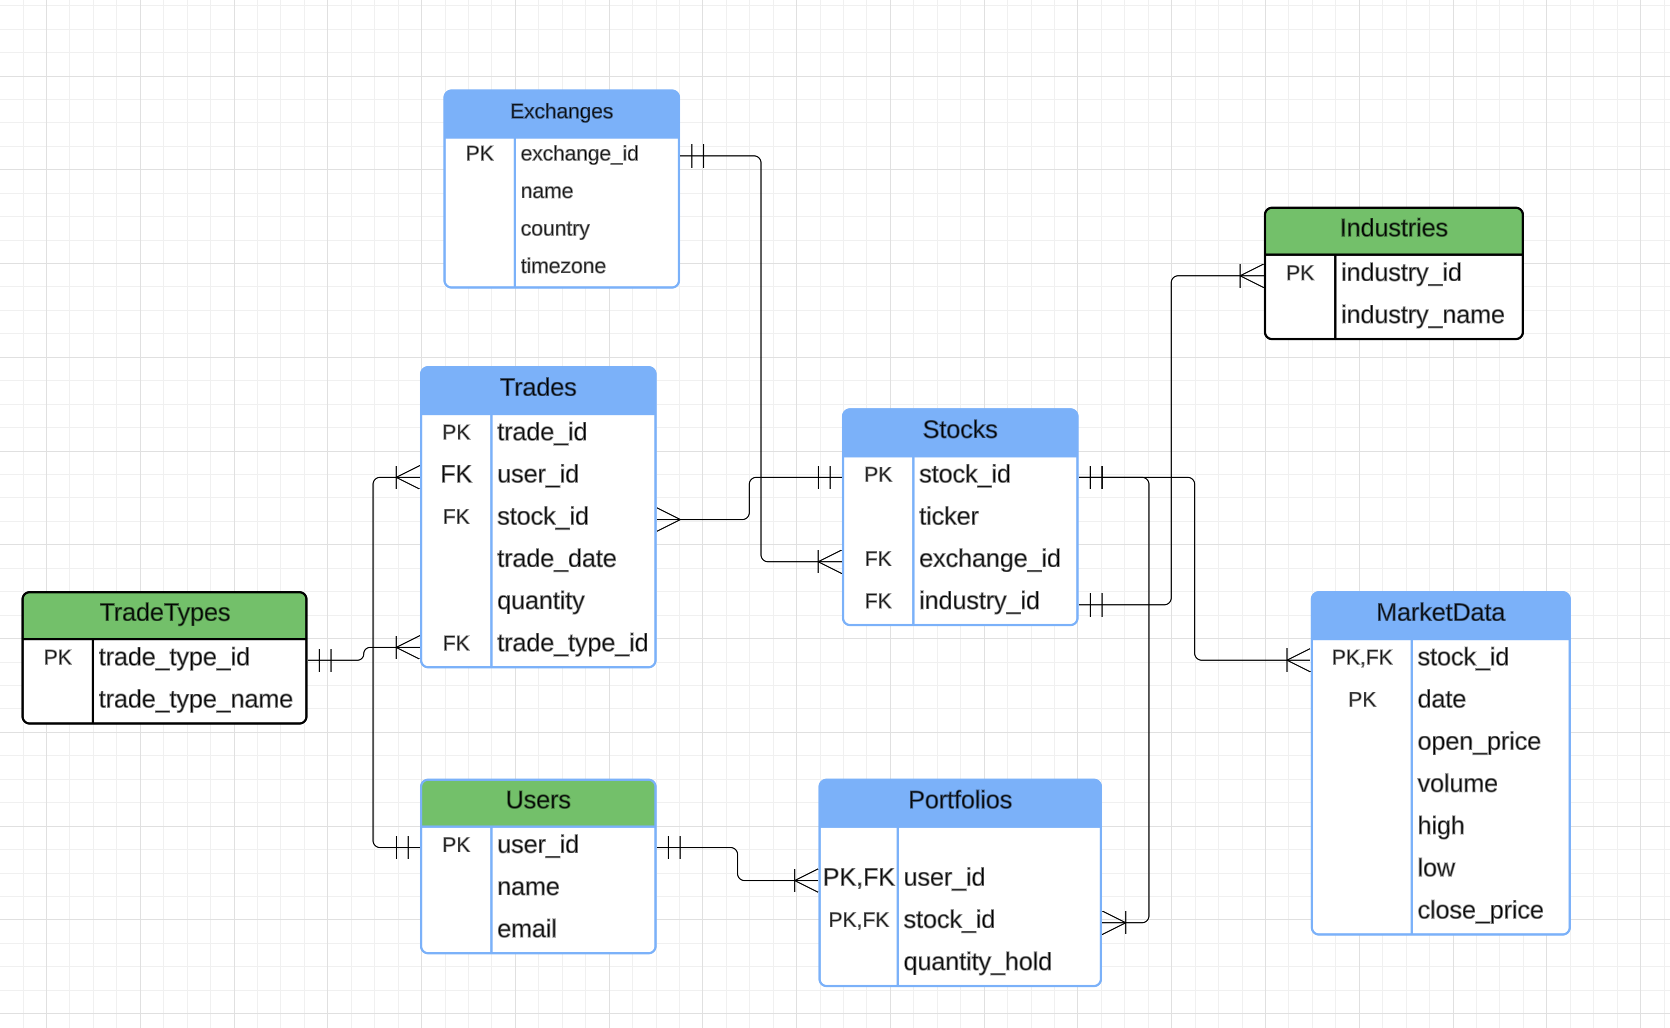 Exchanges
PK exchange_id
name
country
timezone
Industries
PK industry_id
industry_name
Trades
PK trade_id
FK user_id
FK stock_id
trade_date
quantity
FK trade_type_id
Stocks
PK stock_id
ticker
FK exchange_id
FK industry_id
TradeTypes
PK trade_type_id
trade_type_name
MarketData
PK,FK stock_id
PK date
open_price
volume
high
low
close_price
Users
PK user_id
name
email
Portfolios
PK,FK user_id
PK,FK stock_id
quantity_hold